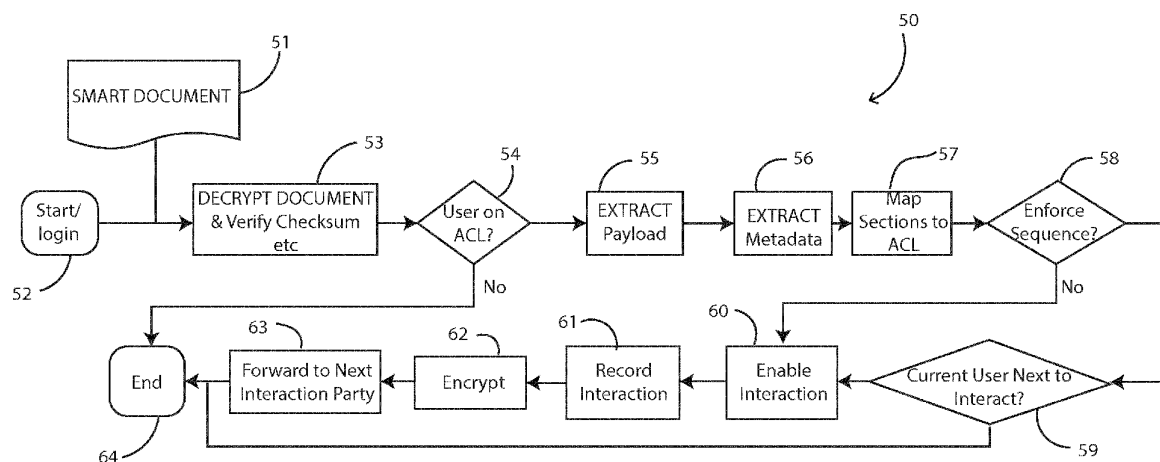 50
51
SMART DOCUMENT
52
Start/
login
53
DECRYPT DOCUMENT
& Verify Checksum
etc
54
User on
ACL?
No
55
EXTRACT
Payload
56
EXTRACT
Metadata
57
Map
Sections to
ACL
58
Enforce
Sequence?
No
59
Current User Next to
Interact?
60
Enable
Interaction
61
Record
Interaction
62
Encrypt
63
Forward to Next
Interaction Party
End
64